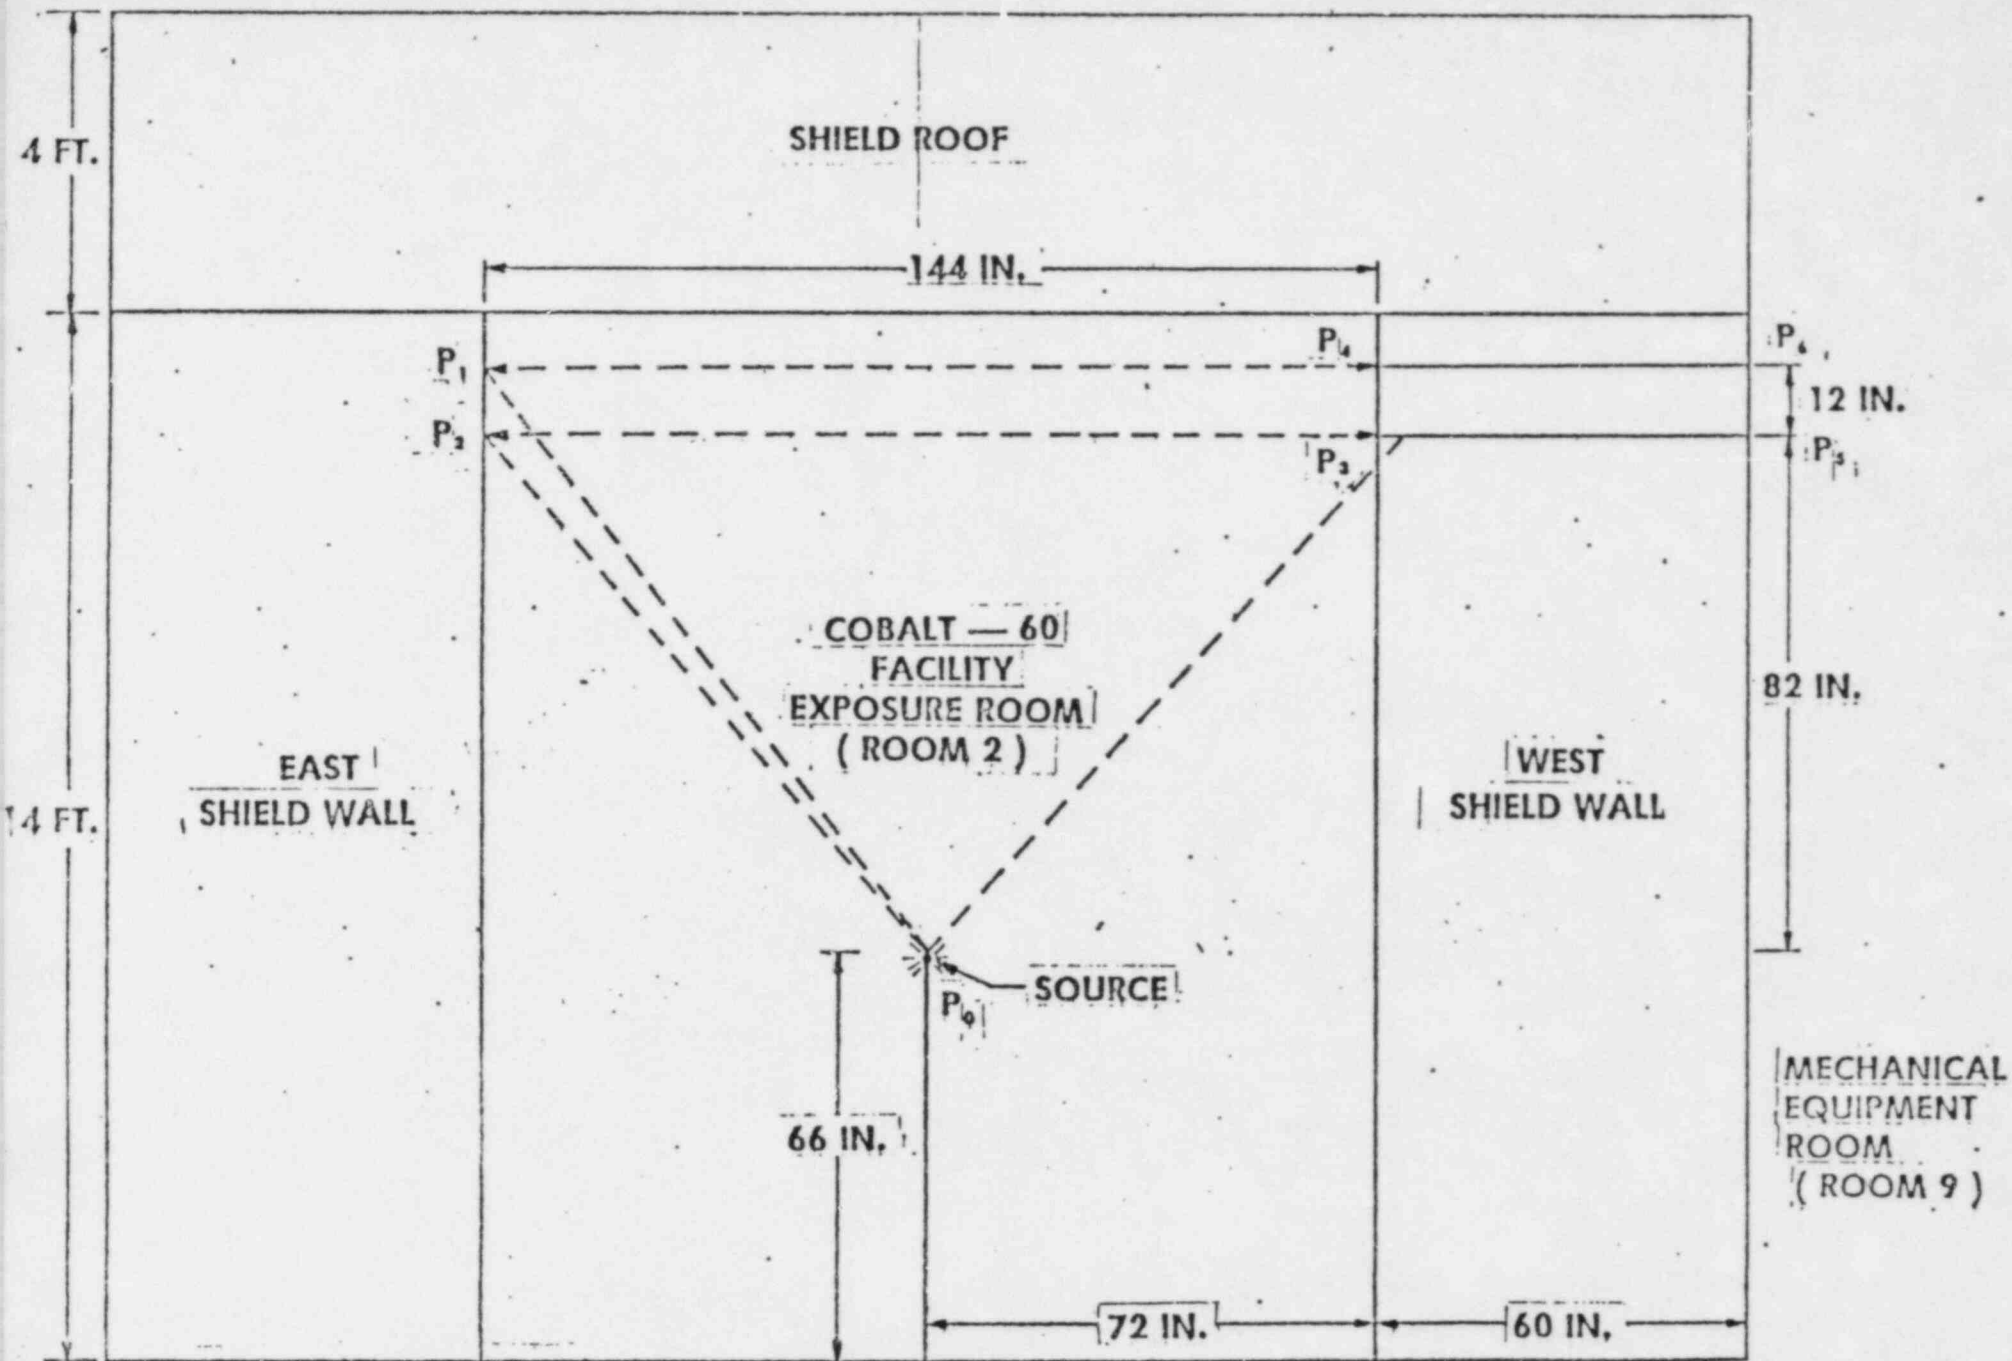 4 FT.
SHIELD ROOF
144 IN.
P₁
P₄
P₆
12 IN.
P₂
P₃
P₅
COBALT — 60
FACILITY
EXPOSURE ROOM
( ROOM 2 )
82 IN.
EAST
SHIELD WALL
WEST
SHIELD WALL
4 FT.
SOURCE
P₀
66 IN.
MECHANICAL
EQUIPMENT
ROOM
( ROOM 9 )
72 IN.
60 IN.